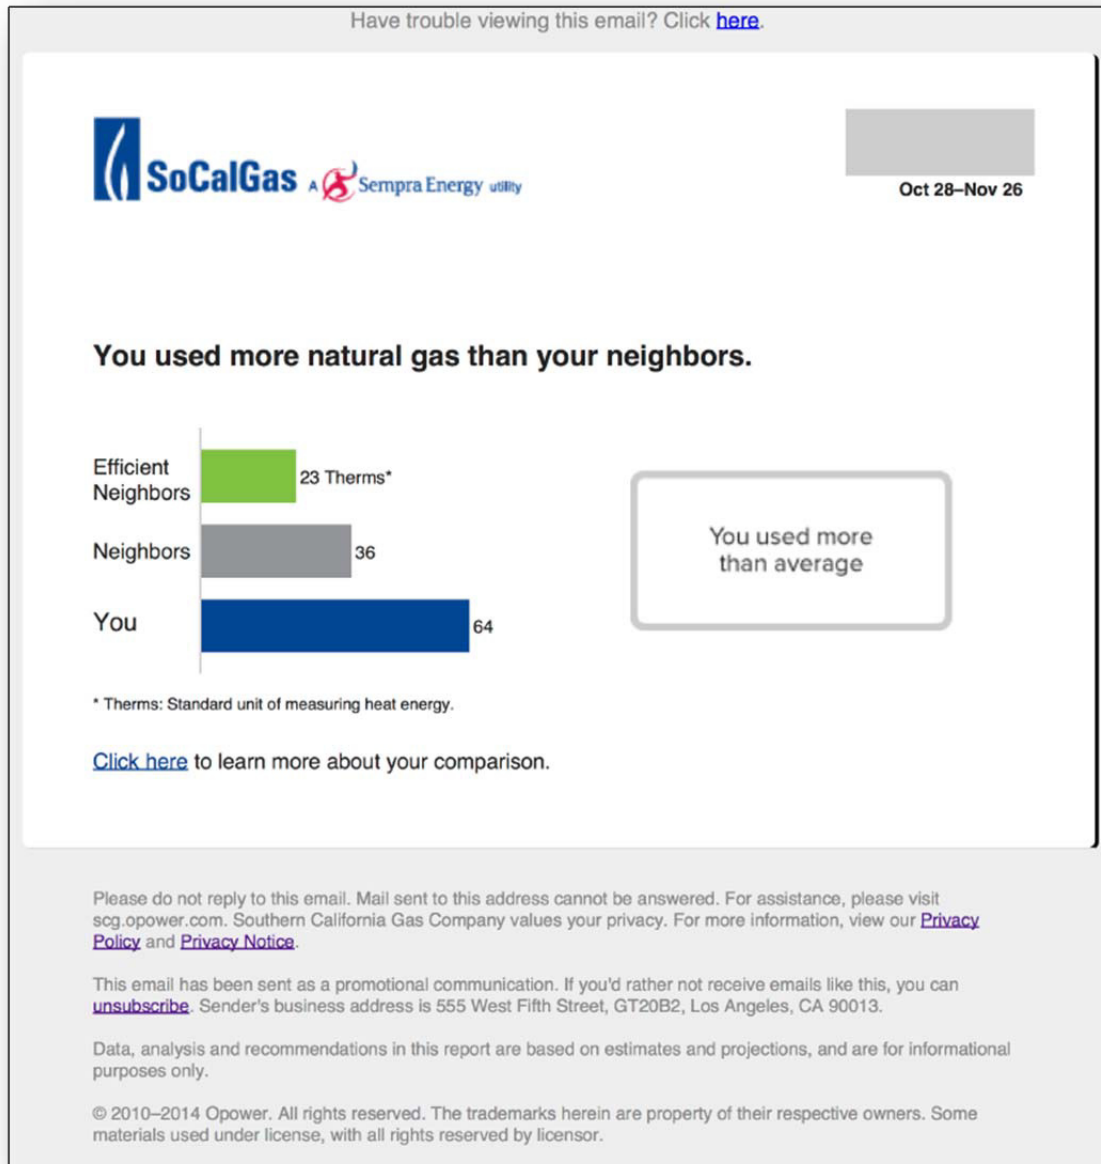 Have trouble viewing this email? Click here.
SoCalGas A Sempra Energy utility
Oct 28–Nov 26
You used more natural gas than your neighbors.
Efficient
Neighbors
23 Therms*
Neighbors
36
You
64
You used more
than average
* Therms: Standard unit of measuring heat energy.
Click here to learn more about your comparison.
Please do not reply to this email. Mail sent to this address cannot be answered. For assistance, please visit
scg.opower.com. Southern California Gas Company values your privacy. For more information, view our Privacy
Policy and Privacy Notice.
This email has been sent as a promotional communication. If you'd rather not receive emails like this, you can
unsubscribe. Sender's business address is 555 West Fifth Street, GT20B2, Los Angeles, CA 90013.
Data, analysis and recommendations in this report are based on estimates and projections, and are for informational
purposes only.
© 2010–2014 Opower. All rights reserved. The trademarks herein are property of their respective owners. Some
materials used under license, with all rights reserved by licensor.